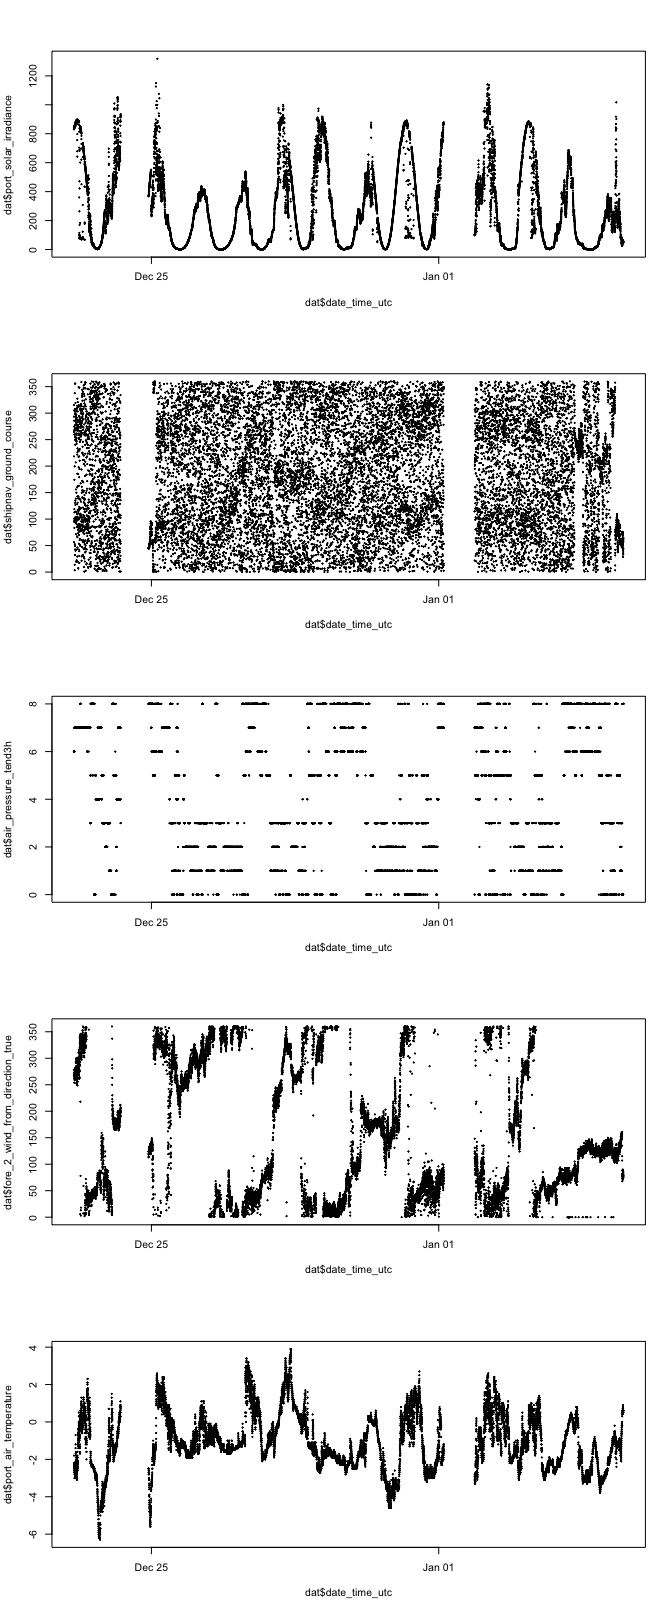 dat$port_solar_irradiance
1200
800
600
400
200
0
Dec 25
Jan 01
dat$date_time_utc
dat$shipnav_ground_course
350
300
250
200
150
100
50
0
Dec 25
Jan 01
dat$date_time_utc
dat$air_pressure_tend3h
8
6
4
2
0
Dec 25
Jan 01
dat$date_time_utc
dat$fore_2_wind_from_direction_true
350
300
250
200
150
100
50
0
Dec 25
Jan 01
dat$date_time_utc
dat$port_air_temperature
4
2
0
-2
-4
-6
Dec 25
Jan 01
dat$date_time_utc